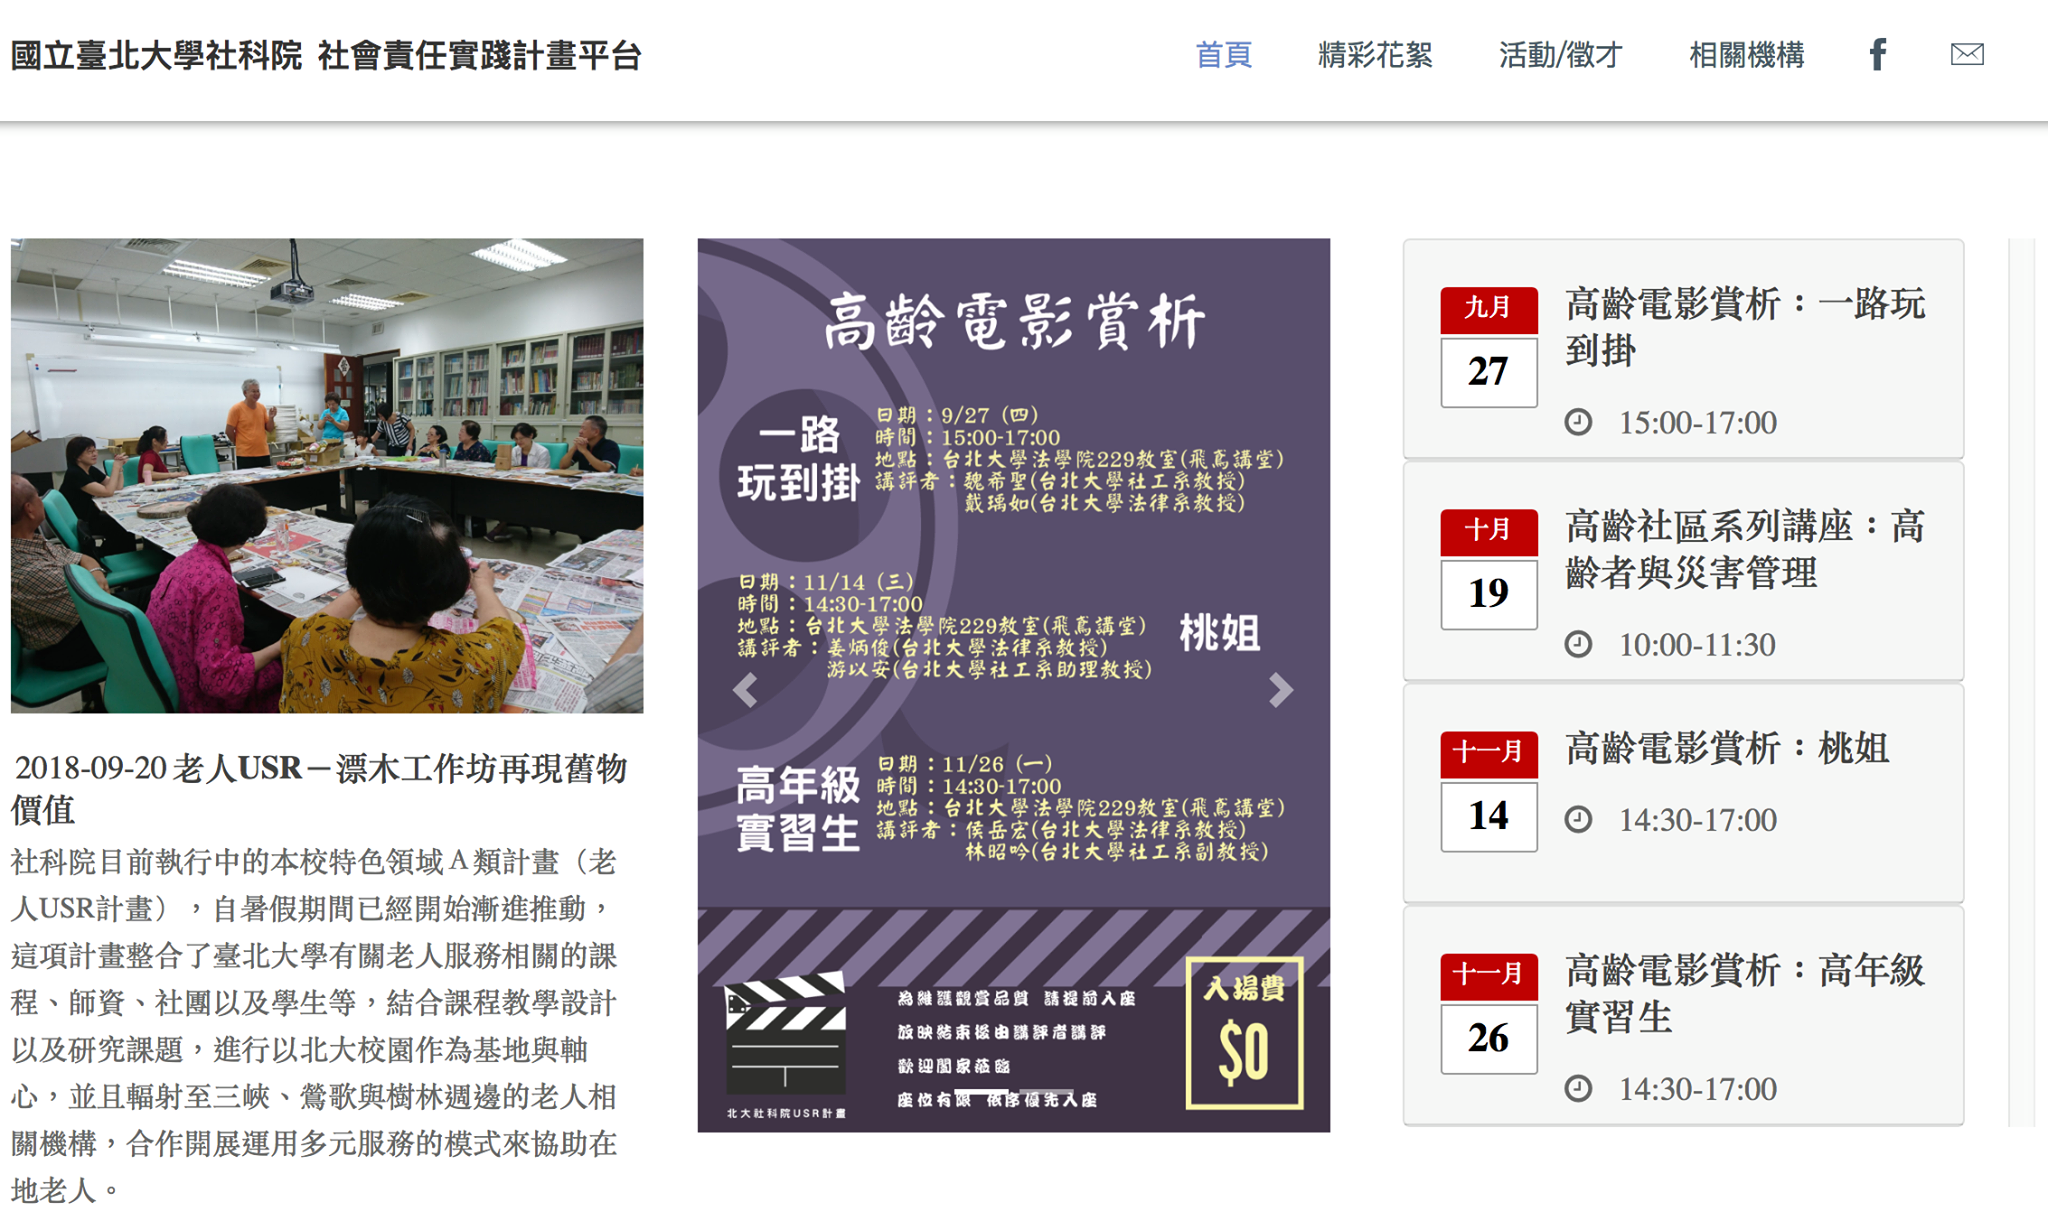 國立臺北大學社科院 社會責任實踐計畫平台
首頁 精彩花絮 活動/徵才 相關機構
2018-09-20 老人USR－漂木工作坊再現舊物
價值
社科院目前執行中的本校特色領域Ａ類計畫（老
人USR計畫），自暑假期間已經開始漸進推動，
這項計畫整合了臺北大學有關老人服務相關的課
程、師資、社團以及學生等，結合課程教學設計
以及研究課題，進行以北大校園作為基地與軸
心，並且輻射至三峽、鶯歌與樹林週邊的老人相
關機構，合作開展運用多元服務的模式來協助在
地老人。
高齡電影賞析
一路
玩到掛
日期：9/27 (四)
時間：15:00-17:00
地點：台北大學法學院229教室(飛鳶講堂)
講評者：魏希聖(台北大學社工系教授)
戴瑀如(台北大學法律系教授)
日期：11/14 (三)
時間：14:30-17:00
地點：台北大學法學院229教室(飛鳶講堂)
講評者：姜炳俊(台北大學法律系教授)
游以安(台北大學社工系助理教授)
桃姐
高年級
實習生
日期：11/26 (一)
時間：14:30-17:00
地點：台北大學法學院229教室(飛鳶講堂)
講評者：侯岳宏(台北大學法律系教授)
林昭吟(台北大學社工系副教授)
為維護觀賞品質 請提前入座
放映結束後由講評者講評
歡迎闔家蒞臨
座位有限 依序優先入座
北大社科院USR計畫
入場費
$0
九月
27
高齡電影賞析：一路玩
到掛
15:00-17:00
十月
19
高齡社區系列講座：高
齡者與災害管理
10:00-11:30
十一月
14
高齡電影賞析：桃姐
14:30-17:00
十一月
26
高齡電影賞析：高年級
實習生
14:30-17:00